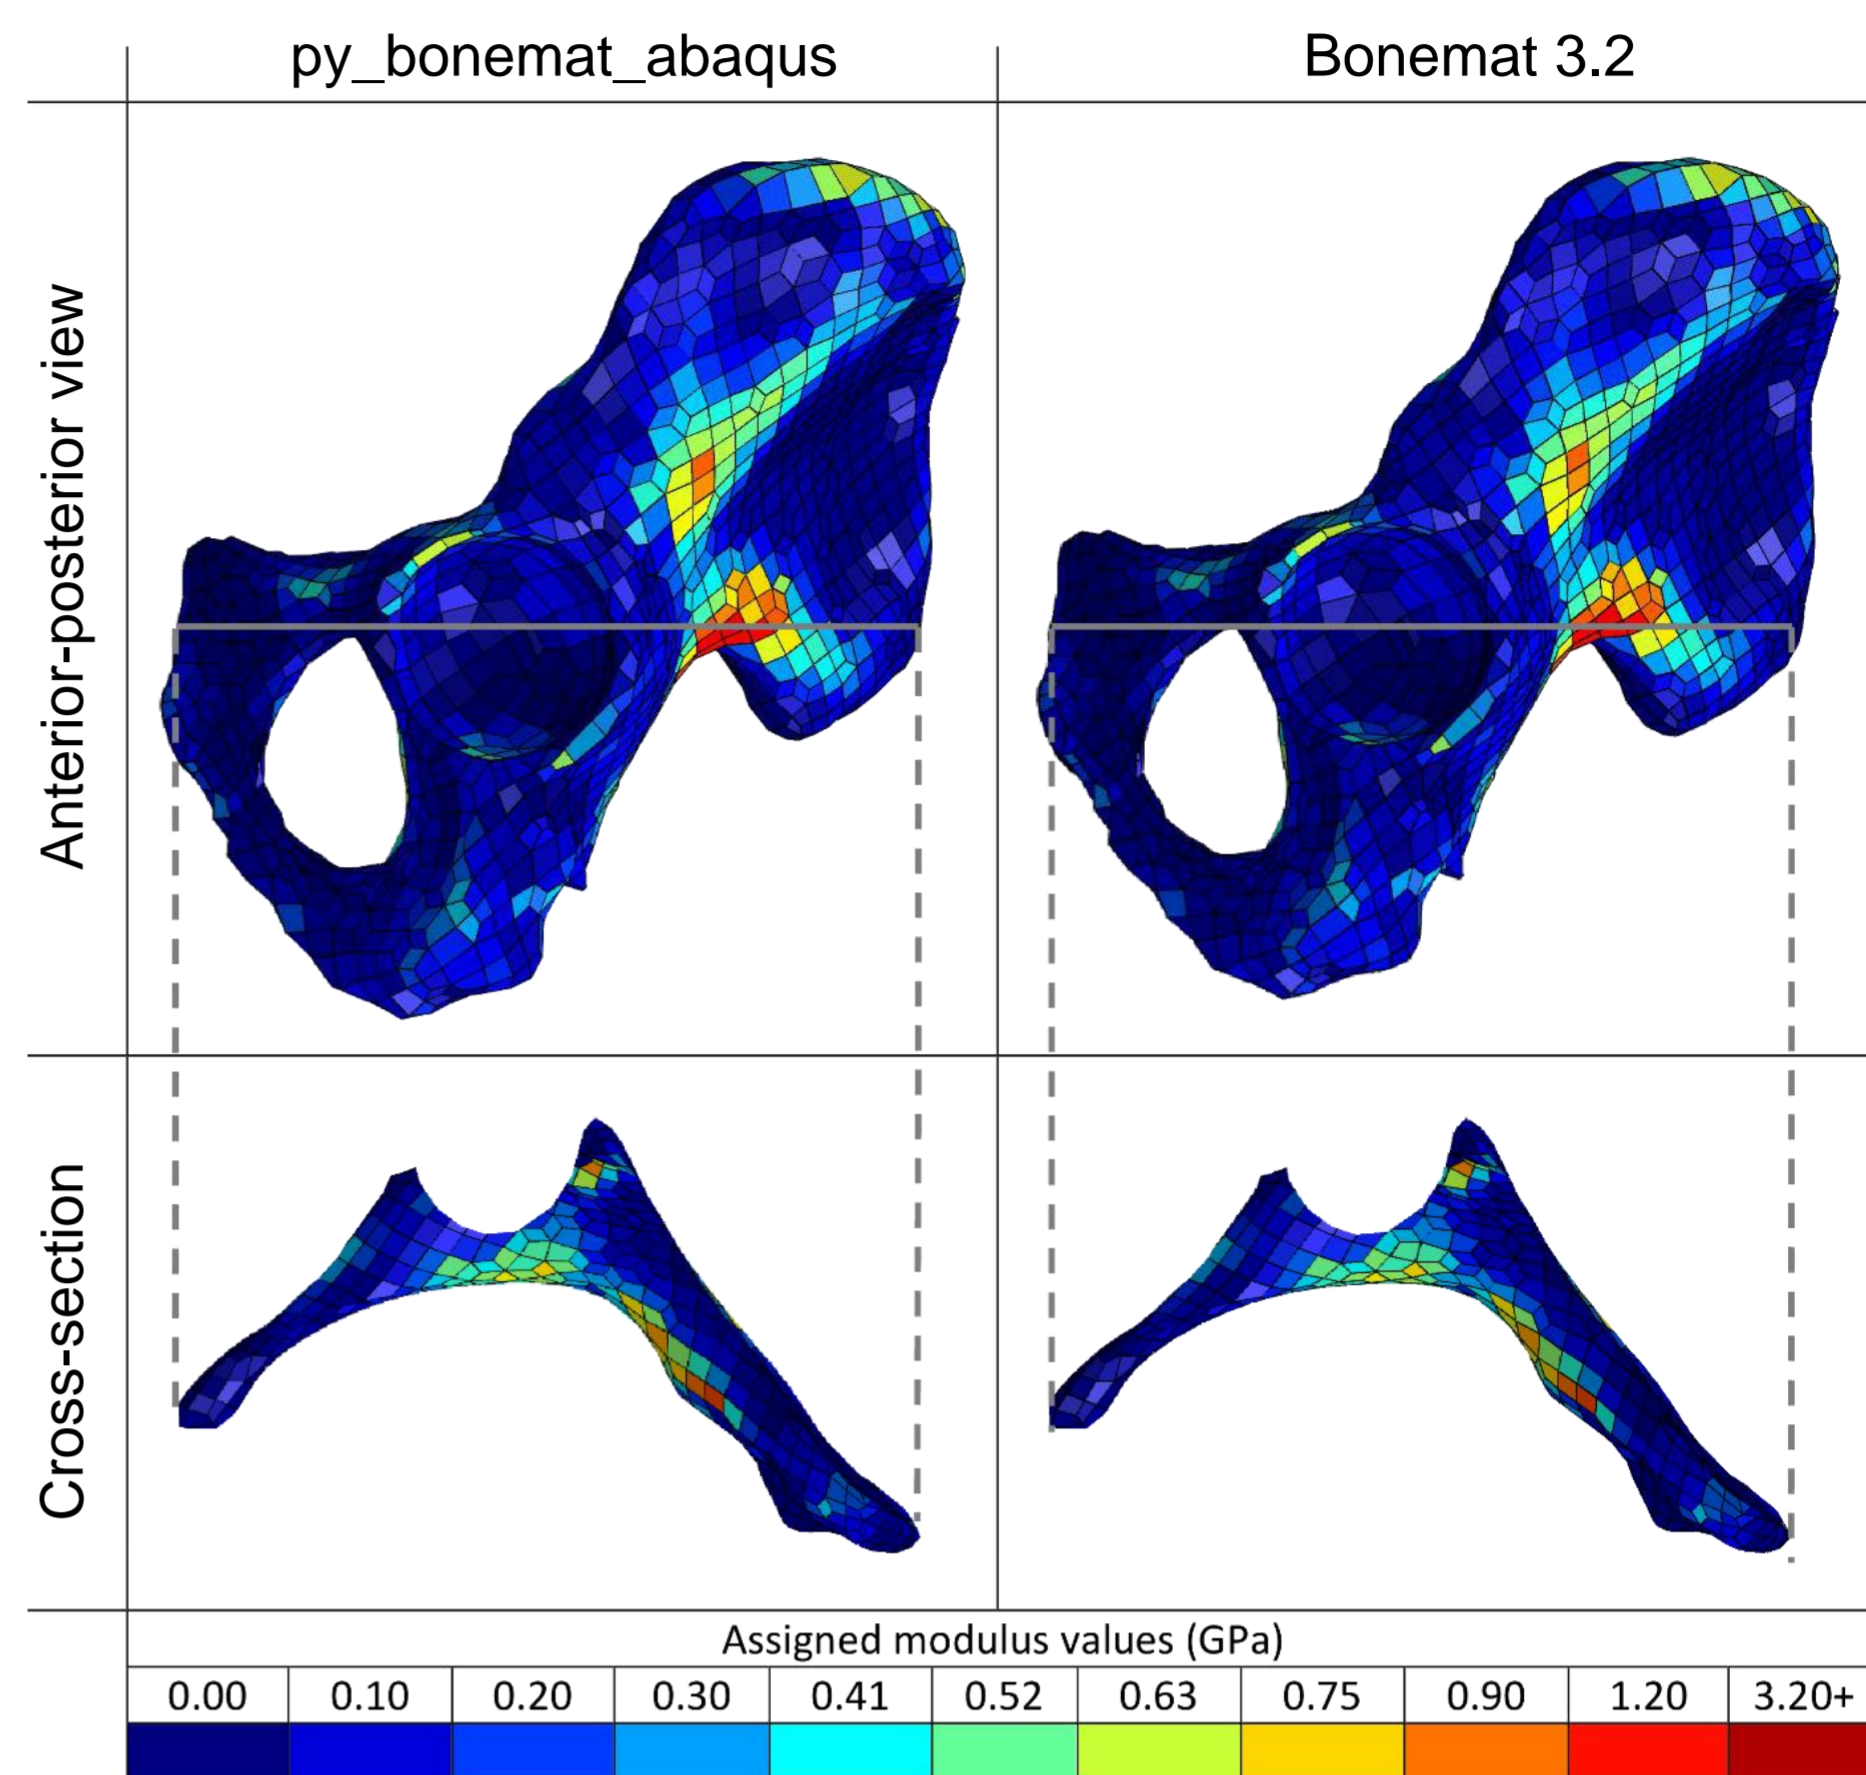 py_bonemat_abaqus
Bonemat 3.2
Anterior-posterior view
Cross-section
Assigned modulus values (GPa)
0.00 0.10 0.20 0.30 0.41 0.52 0.63 0.75 0.90 1.20 3.20+